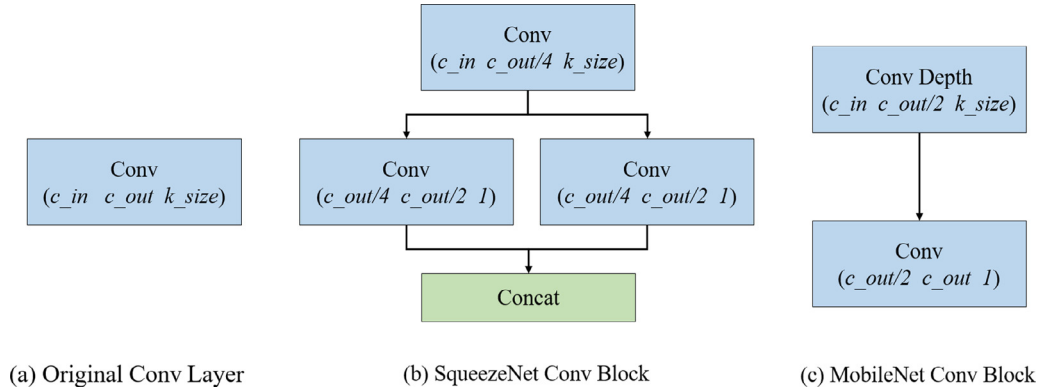 Conv
(c_in c_out k_size)
(a) Original Conv Layer
Conv
(c_in c_out/4 k_size)
Conv
(c_out/4 c_out/2 1)
Conv
(c_out/4 c_out/2 1)
Concat
(b) SqueezeNet Conv Block
Conv Depth
(c_in c_out/2 k_size)
Conv
(c_out/2 c_out 1)
(c) MobileNet Conv Block